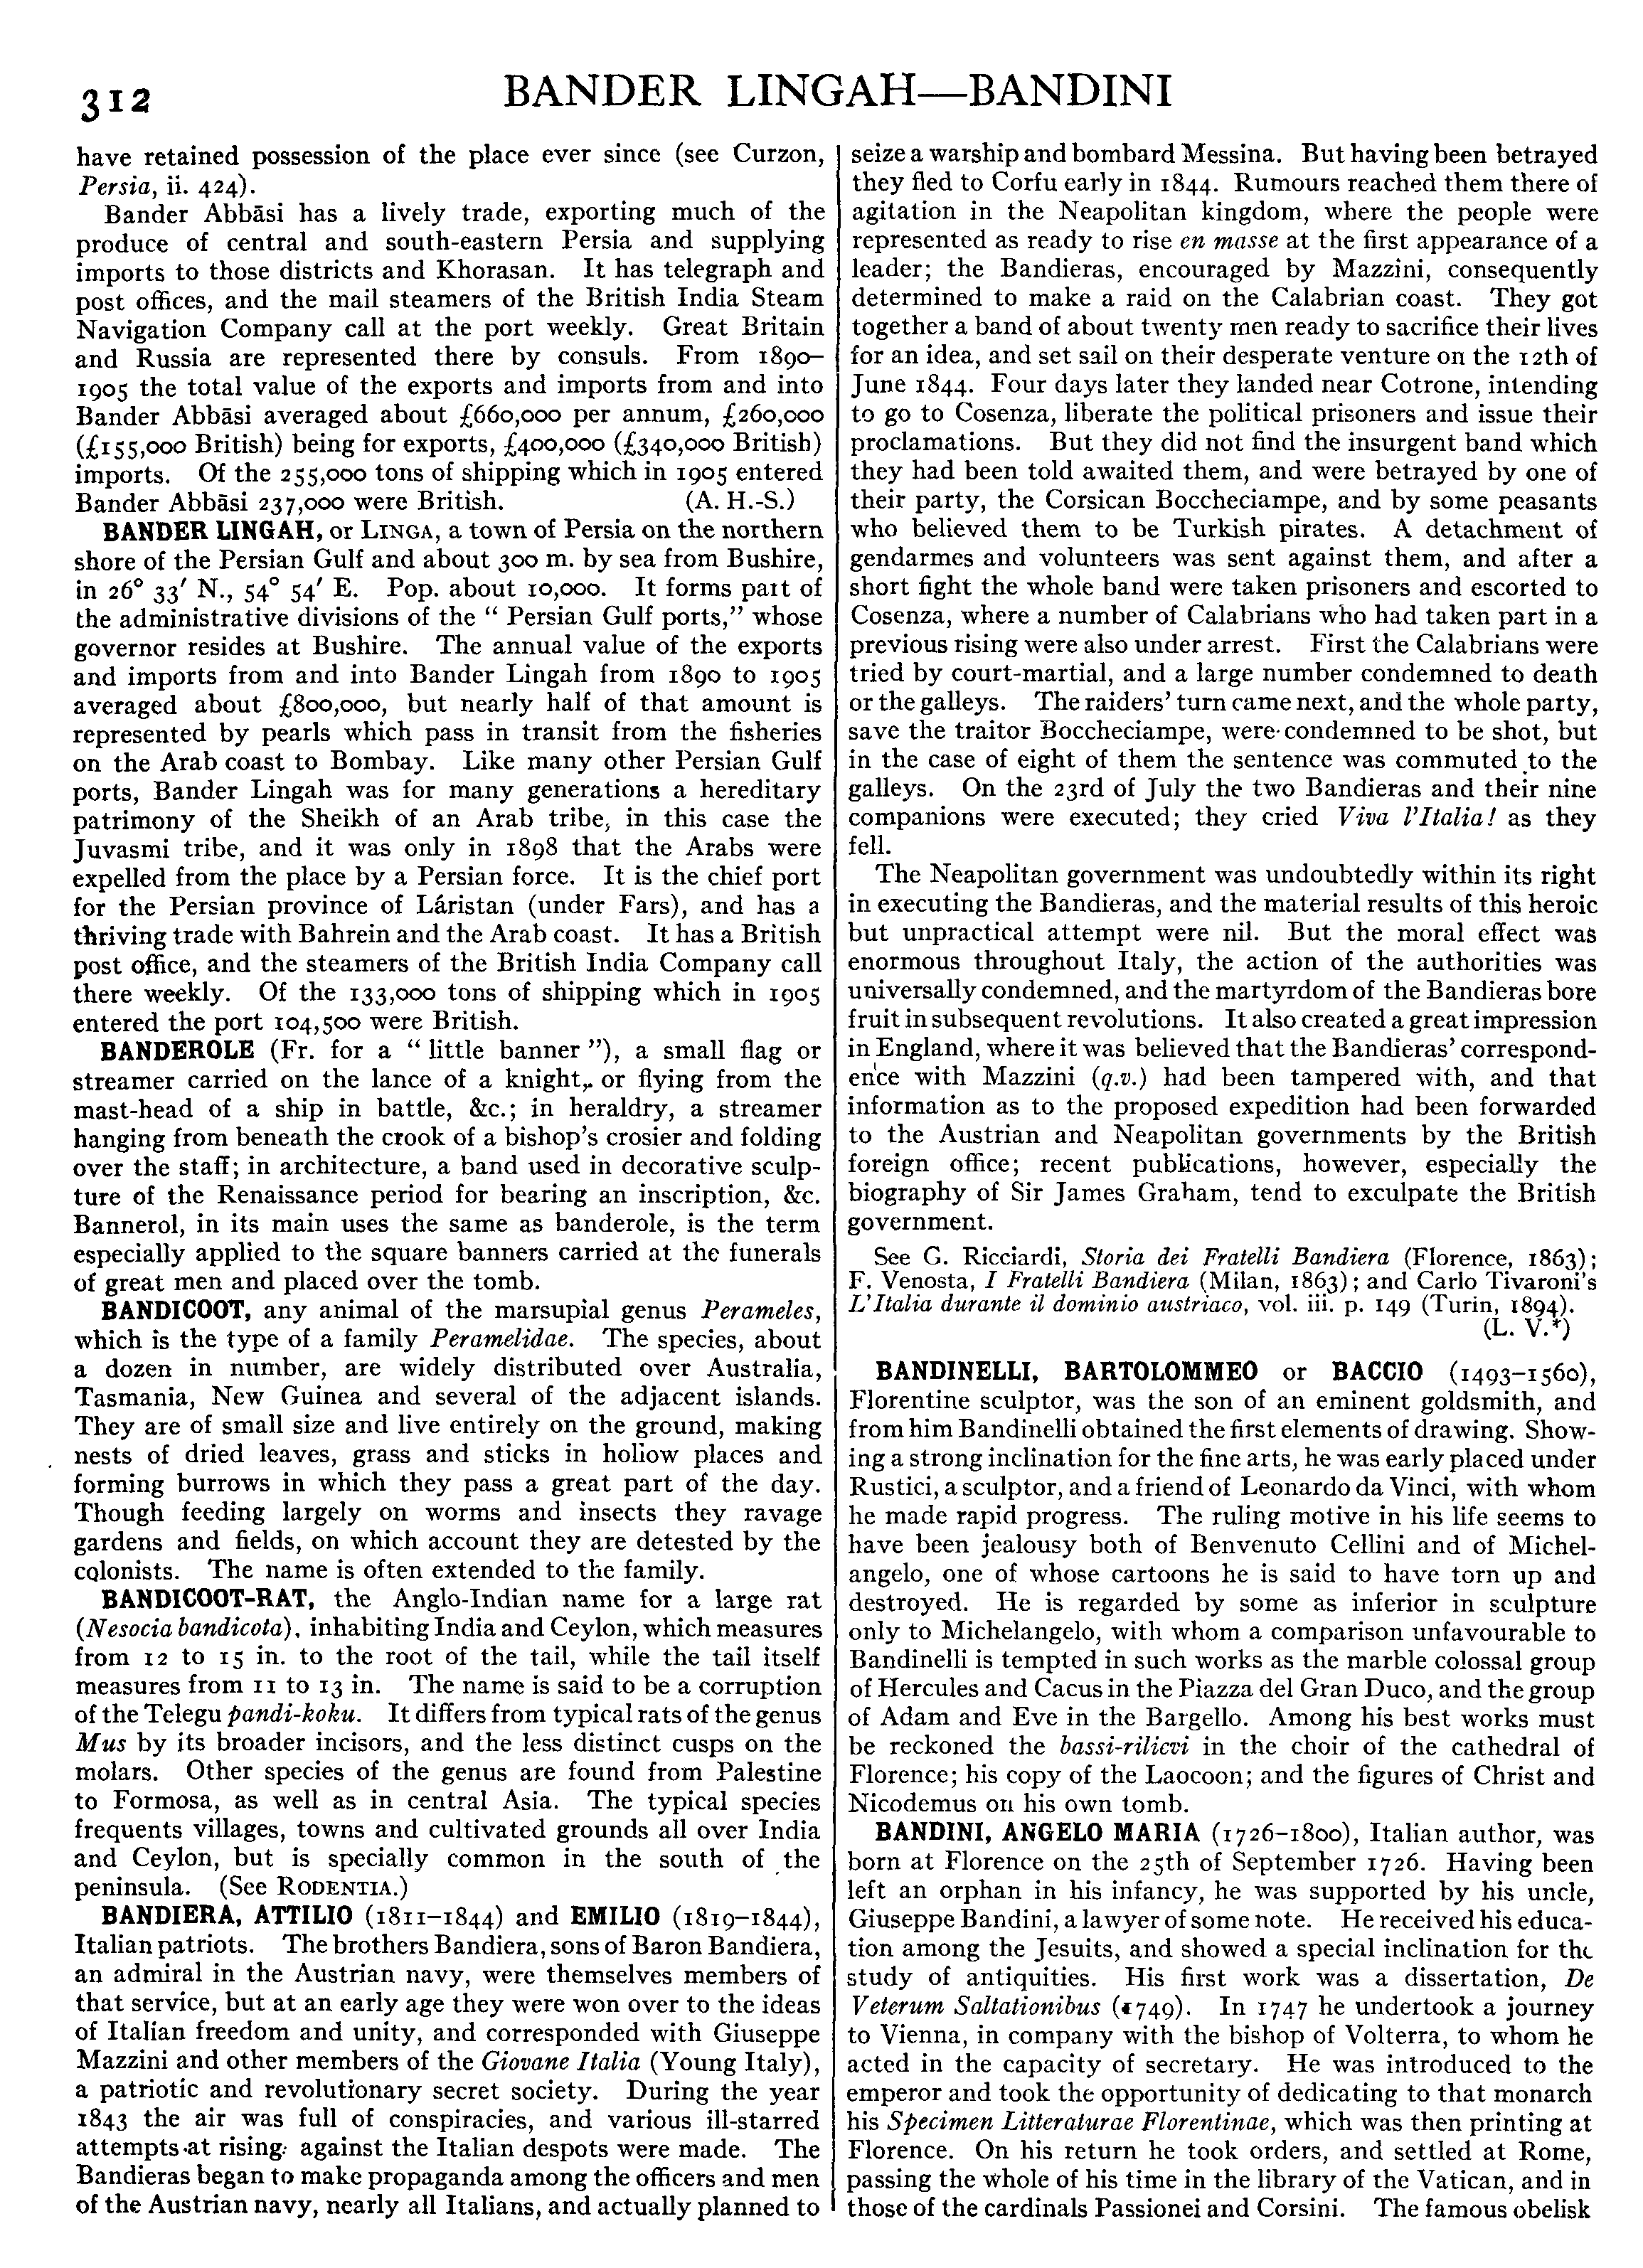 312
BANDER LINGAH—BANDINI
have retained possession of the place ever since (see Curzon,
Persia, ii. 424).
Bander Abbāsi has a lively trade, exporting much of the
produce of central and south-eastern Persia and supplying
imports to those districts and Khorasan. It has telegraph and
post offices, and the mail steamers of the British India Steam
Navigation Company call at the port weekly. Great Britain
and Russia are represented there by consuls. From 1890–
1905 the total value of the exports and imports from and into
Bander Abbāsi averaged about £660,000 per annum, £260,000
(£155,000 British) being for exports, £400,000 (£340,000 British)
imports. Of the 255,000 tons of shipping which in 1905 entered
Bander Abbāsi 237,000 were British. (A. H.-S.)
BANDER LINGAH, or LINGA, a town of Persia on the northern
shore of the Persian Gulf and about 300 m. by sea from Bushire,
in 26° 33′ N., 54° 54′ E. Pop. about 10,000. It forms part of
the administrative divisions of the “ Persian Gulf ports,” whose
governor resides at Bushire. The annual value of the exports
and imports from and into Bander Lingah from 1890 to 1905
averaged about £800,000, but nearly half of that amount is
represented by pearls which pass in transit from the fisheries
on the Arab coast to Bombay. Like many other Persian Gulf
ports, Bander Lingah was for many generations a hereditary
patrimony of the Sheikh of an Arab tribe, in this case the
Juvasmi tribe, and it was only in 1898 that the Arabs were
expelled from the place by a Persian force. It is the chief port
for the Persian province of Láristan (under Fars), and has a
thriving trade with Bahrein and the Arab coast. It has a British
post office, and the steamers of the British India Company call
there weekly. Of the 133,000 tons of shipping which in 1905
entered the port 104,500 were British.
BANDEROLE (Fr. for a “ little banner ”), a small flag or
streamer carried on the lance of a knight, or flying from the
mast-head of a ship in battle, &c.; in heraldry, a streamer
hanging from beneath the crook of a bishop's crosier and folding
over the staff; in architecture, a band used in decorative sculp-
ture of the Renaissance period for bearing an inscription, &c.
Bannerol, in its main uses the same as banderole, is the term
especially applied to the square banners carried at the funerals
of great men and placed over the tomb.
BANDICOOT, any animal of the marsupial genus Perameles,
which is the type of a family Peramelidae. The species, about
a dozen in number, are widely distributed over Australia,
Tasmania, New Guinea and several of the adjacent islands.
They are of small size and live entirely on the ground, making
nests of dried leaves, grass and sticks in hollow places and
forming burrows in which they pass a great part of the day.
Though feeding largely on worms and insects they ravage
gardens and fields, on which account they are detested by the
colonists. The name is often extended to the family.
BANDICOOT-RAT, the Anglo-Indian name for a large rat
(Nesocia bandicota), inhabiting India and Ceylon, which measures
from 12 to 15 in. to the root of the tail, while the tail itself
measures from 11 to 13 in. The name is said to be a corruption
of the Telegu pandi-koku. It differs from typical rats of the genus
Mus by its broader incisors, and the less distinct cusps on the
molars. Other species of the genus are found from Palestine
to Formosa, as well as in central Asia. The typical species
frequents villages, towns and cultivated grounds all over India
and Ceylon, but is specially common in the south of the
peninsula. (See RODENTIA.)
BANDIERA, ATTILIO (1811–1844) and EMILIO (1819–1844),
Italian patriots. The brothers Bandiera, sons of Baron Bandiera,
an admiral in the Austrian navy, were themselves members of
that service, but at an early age they were won over to the ideas
of Italian freedom and unity, and corresponded with Giuseppe
Mazzini and other members of the Giovane Italia (Young Italy),
a patriotic and revolutionary secret society. During the year
1843 the air was full of conspiracies, and various ill-starred
attempts at rising against the Italian despots were made. The
Bandieras began to make propaganda among the officers and men
of the Austrian navy, nearly all Italians, and actually planned to
seize a warship and bombard Messina. But having been betrayed
they fled to Corfu early in 1844. Rumours reached them there of
agitation in the Neapolitan kingdom, where the people were
represented as ready to rise en masse at the first appearance of a
leader; the Bandieras, encouraged by Mazzini, consequently
determined to make a raid on the Calabrian coast. They got
together a band of about twenty men ready to sacrifice their lives
for an idea, and set sail on their desperate venture on the 12th of
June 1844. Four days later they landed near Cotrone, intending
to go to Cosenza, liberate the political prisoners and issue their
proclamations. But they did not find the insurgent band which
they had been told awaited them, and were betrayed by one of
their party, the Corsican Boccheciampe, and by some peasants
who believed them to be Turkish pirates. A detachment of
gendarmes and volunteers was sent against them, and after a
short fight the whole band were taken prisoners and escorted to
Cosenza, where a number of Calabrians who had taken part in a
previous rising were also under arrest. First the Calabrians were
tried by court-martial, and a large number condemned to death
or the galleys. The raiders' turn came next, and the whole party,
save the traitor Boccheciampe, were condemned to be shot, but
in the case of eight of them the sentence was commuted to the
galleys. On the 23rd of July the two Bandieras and their nine
companions were executed; they cried Viva l'Italia! as they
fell.
The Neapolitan government was undoubtedly within its right
in executing the Bandieras, and the material results of this heroic
but unpractical attempt were nil. But the moral effect was
enormous throughout Italy, the action of the authorities was
universally condemned, and the martyrdom of the Bandieras bore
fruit in subsequent revolutions. It also created a great impression
in England, where it was believed that the Bandieras' correspond-
ence with Mazzini (q.v.) had been tampered with, and that
information as to the proposed expedition had been forwarded
to the Austrian and Neapolitan governments by the British
foreign office; recent publications, however, especially the
biography of Sir James Graham, tend to exculpate the British
government.
See G. Ricciardi, Storia dei Fratelli Bandiera (Florence, 1863);
F. Venosta, I Fratelli Bandiera (Milan, 1863); and Carlo Tivaroni's
L'Italia durante il dominio austriaco, vol. iii. p. 149 (Turin, 1894).
(L. V.*)
BANDINELLI, BARTOLOMMEO or BACCIO (1493–1560),
Florentine sculptor, was the son of an eminent goldsmith, and
from him Bandinelli obtained the first elements of drawing. Show-
ing a strong inclination for the fine arts, he was early placed under
Rustici, a sculptor, and a friend of Leonardo da Vinci, with whom
he made rapid progress. The ruling motive in his life seems to
have been jealousy both of Benvenuto Cellini and of Michel-
angelo, one of whose cartoons he is said to have torn up and
destroyed. He is regarded by some as inferior in sculpture
only to Michelangelo, with whom a comparison unfavourable to
Bandinelli is tempted in such works as the marble colossal group
of Hercules and Cacus in the Piazza del Gran Duco, and the group
of Adam and Eve in the Bargello. Among his best works must
be reckoned the bassi-rilievi in the choir of the cathedral of
Florence; his copy of the Laocoon; and the figures of Christ and
Nicodemus on his own tomb.
BANDINI, ANGELO MARIA (1726–1800), Italian author, was
born at Florence on the 25th of September 1726. Having been
left an orphan in his infancy, he was supported by his uncle,
Giuseppe Bandini, a lawyer of some note. He received his educa-
tion among the Jesuits, and showed a special inclination for the
study of antiquities. His first work was a dissertation, De
Veterum Saltationibus (1749). In 1747 he undertook a journey
to Vienna, in company with the bishop of Volterra, to whom he
acted in the capacity of secretary. He was introduced to the
emperor and took the opportunity of dedicating to that monarch
his Specimen Litteraturae Florentinae, which was then printing at
Florence. On his return he took orders, and settled at Rome,
passing the whole of his time in the library of the Vatican, and in
those of the cardinals Passionei and Corsini. The famous obelisk